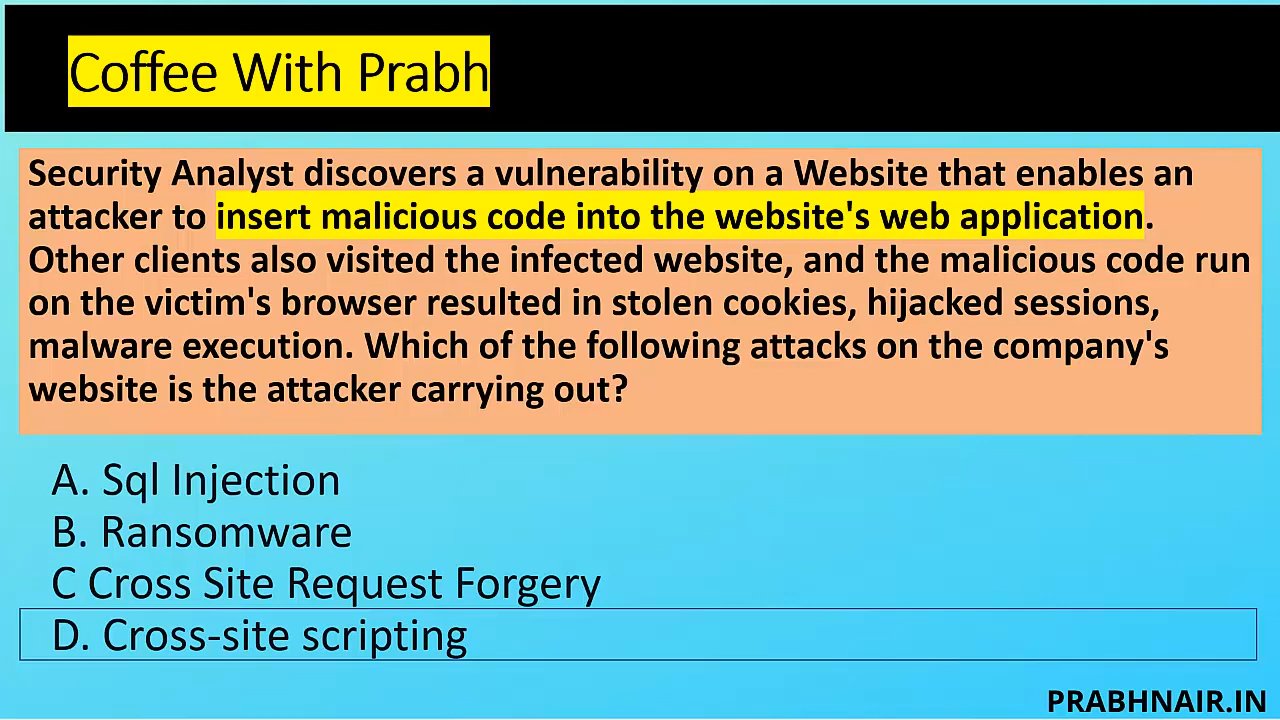 Coffee With Prabh
Security Analyst discovers a vulnerability on a Website that enables an
attacker to insert malicious code into the website's web application.
Other clients also visited the infected website, and the malicious code run
on the victim's browser resulted in stolen cookies, hijacked sessions,
malware execution. Which of the following attacks on the company's
website is the attacker carrying out?
A. Sql Injection
B. Ransomware
C Cross Site Request Forgery
D. Cross-site scripting
PRABHNAIR.IN